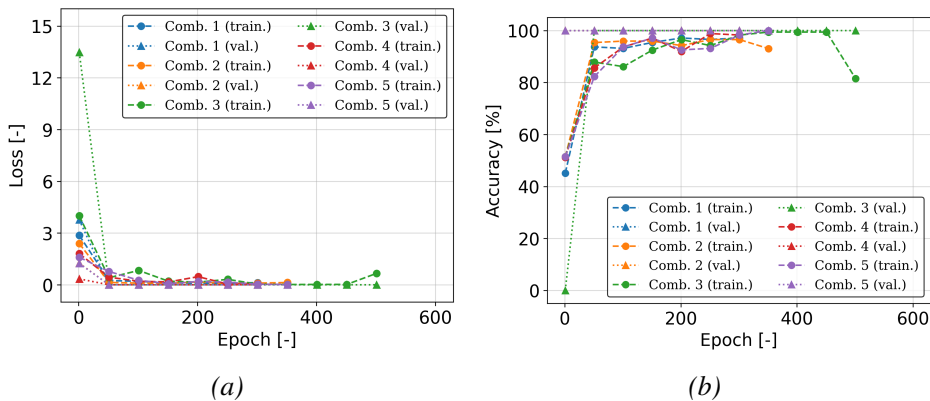 15
12
9
6
3
0
Loss [-]
0
200
400
600
Epoch [-]
Comb. 1 (train.)
Comb. 1 (val.)
Comb. 2 (train.)
Comb. 2 (val.)
Comb. 3 (train.)
Comb. 3 (val.)
Comb. 4 (train.)
Comb. 4 (val.)
Comb. 5 (train.)
Comb. 5 (val.)
(a)
100
80
60
40
20
0
Accuracy [%]
0
200
400
600
Epoch [-]
Comb. 1 (train.)
Comb. 1 (val.)
Comb. 2 (train.)
Comb. 2 (val.)
Comb. 3 (train.)
Comb. 3 (val.)
Comb. 4 (train.)
Comb. 4 (val.)
Comb. 5 (train.)
Comb. 5 (val.)
(b)